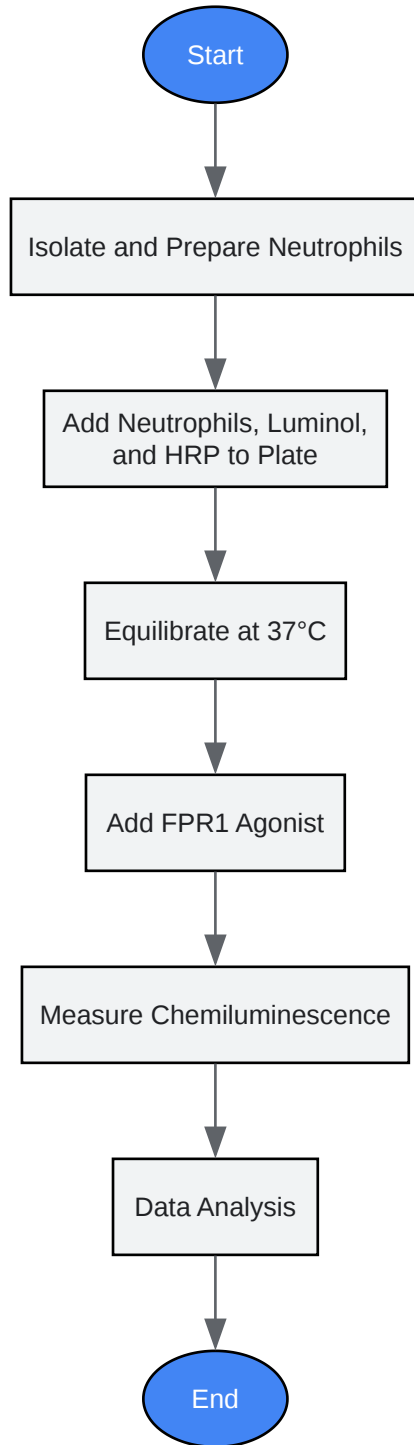 Start
Isolate and Prepare Neutrophils
Add Neutrophils, Luminol,
and HRP to Plate
Equilibrate at 37°C
Add FPR1 Agonist
Measure Chemiluminescence
Data Analysis
End